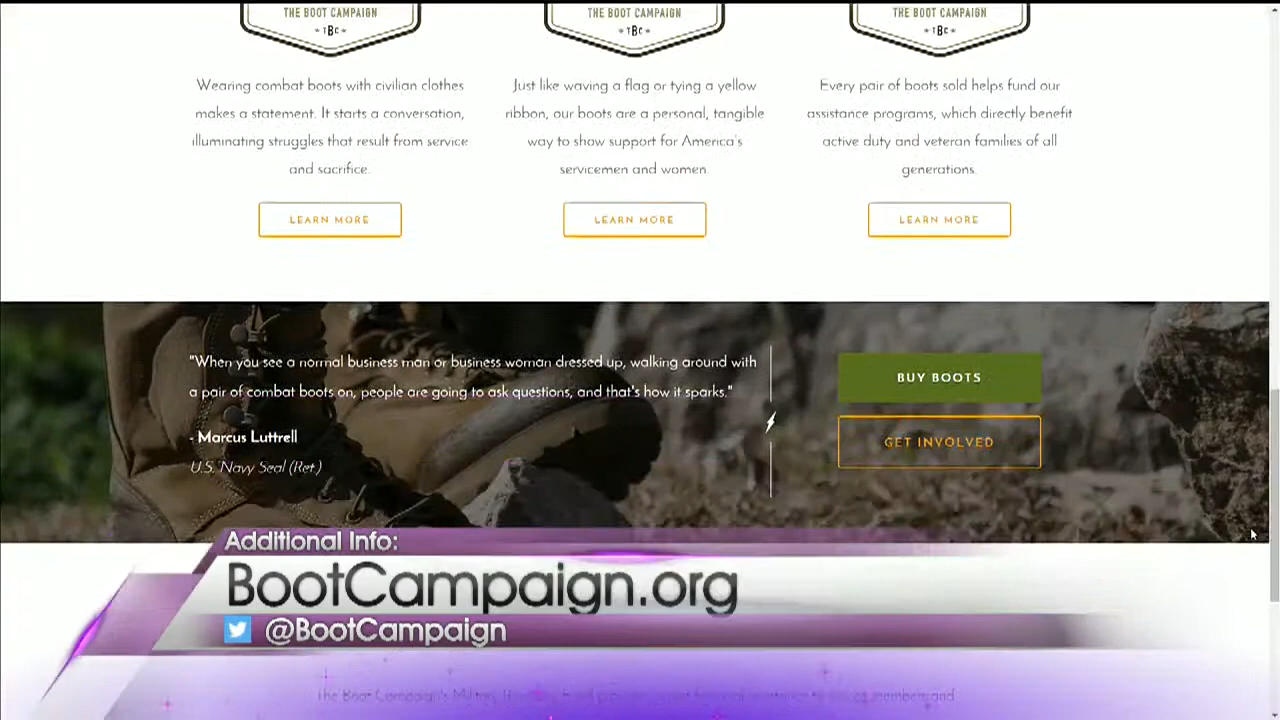 THE BOOT CAMPAIGN
TBC
Wearing combat boots with civilian clothes
makes a statement. It starts a conversation,
illuminating struggles that result from service
and sacrifice.
LEARN MORE
THE BOOT CAMPAIGN
TBC
Just like waving a flag or tying a yellow
ribbon, our boots are a personal, tangible
way to show support for America's
servicemen and women.
LEARN MORE
THE BOOT CAMPAIGN
TBC
Every pair of boots sold helps fund our
assistance programs, which directly benefit
active duty and veteran families of all
generations.
LEARN MORE
"When you see a normal business man or business woman dressed up, walking around with
a pair of combat boots on, people are going to ask questions, and that's how it sparks."
- Marcus Luttrell
U.S. Navy Seal (Ret.)
BUY BOOTS
GET INVOLVED
Additional Info:
BootCampaign.org
@BootCampaign
The Boot Campaign's Military